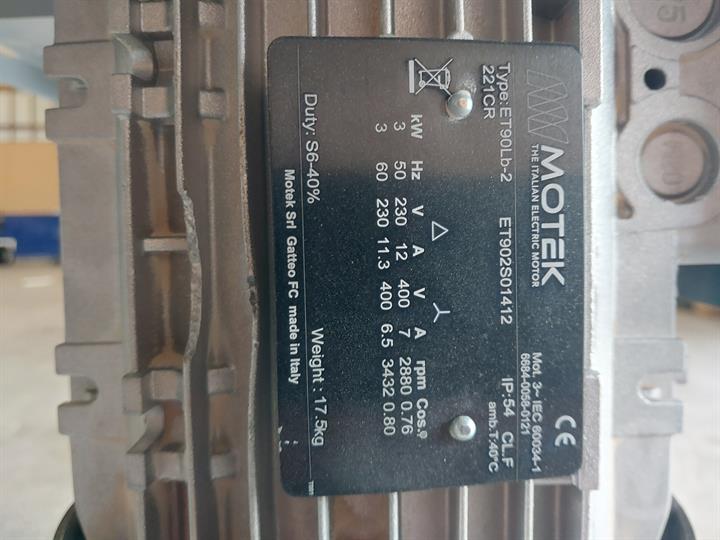 MOTEK
THE ITALIAN ELECTRIC MOTOR
CE
Mot. 3~ IEC 60034-1
6684-0058-0121
Type:ET90Lb-2 ET902S01412 IP:54 CL.F
221CR amb.T.40°C
△ Y
kW Hz V A V A rpm Cos.φ
3 50 230 12 400 7 2880 0.76
3 60 230 11.3 400 6.5 3432 0.80
Duty: S6-40% Weight : 17.5kg
Motek Srl Gatteo FC made in Italy